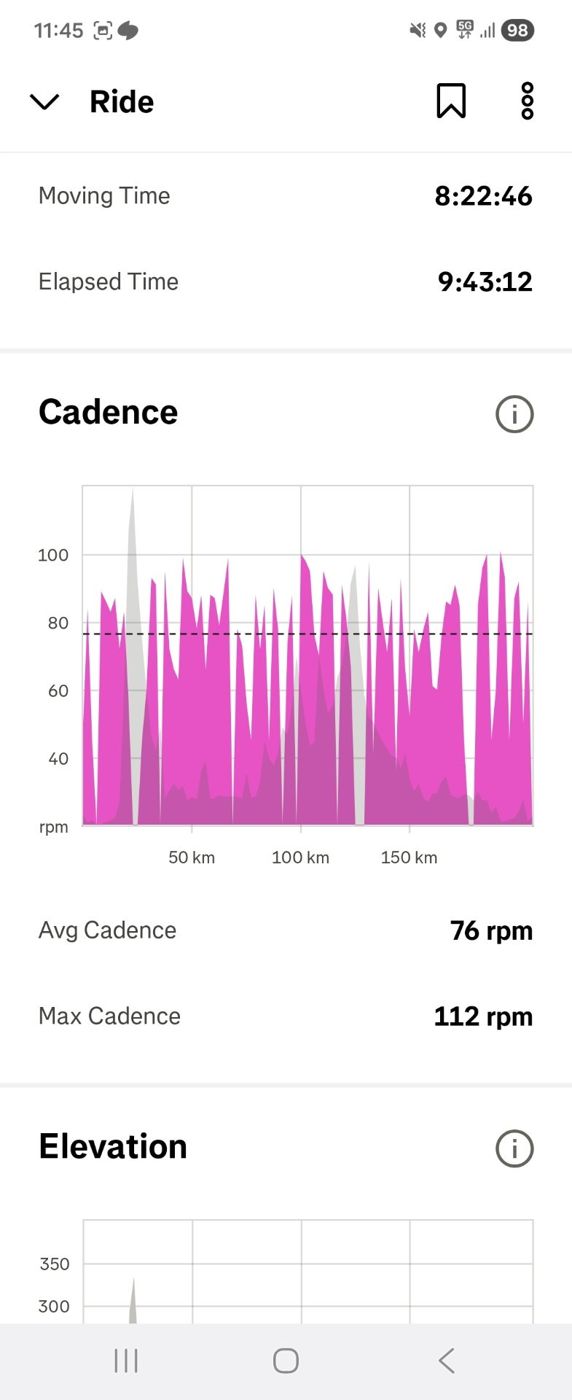 11:45 5G 98
Ride
Moving Time 8:22:46
Elapsed Time 9:43:12
Cadence i
100
80
60
40
rpm
50 km 100 km 150 km
Avg Cadence 76 rpm
Max Cadence 112 rpm
Elevation i
350
300